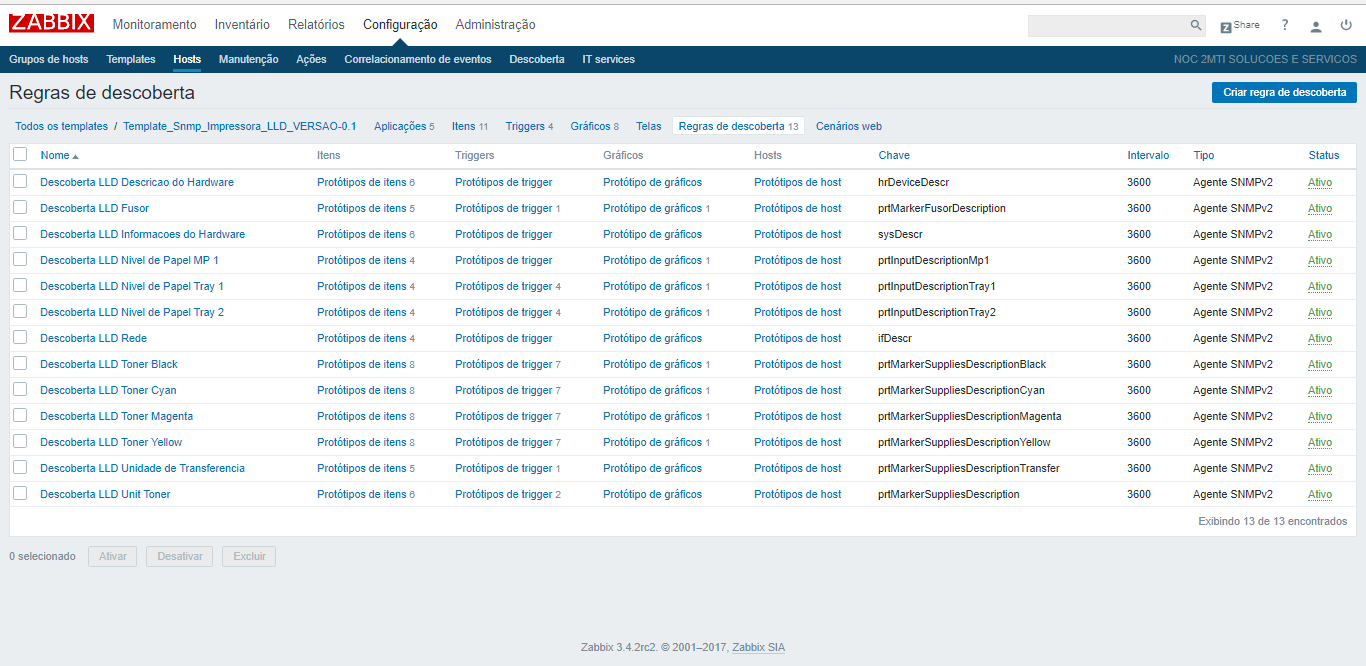 ZABBIX Monitoramento Inventário Relatórios Configuração Administração Z Share ?
Grupos de hosts Templates Hosts Manutenção Ações Correlacionamento de eventos Descoberta IT services NOC 2MTI SOLUCOES E SERVICOS
Regras de descoberta Criar regra de descoberta
Todos os templates / Template_Snmp_Impressora_LLD_VERSAO-0.1 Aplicações 5 Itens 11 Triggers 4 Gráficos 8 Telas Regras de descoberta 13 Cenários web
Nome Itens Triggers Gráficos Hosts Chave Intervalo Tipo Status
Descoberta LLD Descricao do Hardware Protótipos de itens 6 Protótipos de trigger Protótipo de gráficos Protótipos de host hrDeviceDescr 3600 Agente SNMPv2 Ativo
Descoberta LLD Fusor Protótipos de itens 5 Protótipos de trigger 1 Protótipo de gráficos 1 Protótipos de host prtMarkerFusorDescription 3600 Agente SNMPv2 Ativo
Descoberta LLD Informacoes do Hardware Protótipos de itens 6 Protótipos de trigger Protótipo de gráficos Protótipos de host sysDescr 3600 Agente SNMPv2 Ativo
Descoberta LLD Nivel de Papel MP 1 Protótipos de itens 4 Protótipos de trigger Protótipo de gráficos 1 Protótipos de host prtInputDescriptionMp1 3600 Agente SNMPv2 Ativo
Descoberta LLD Nivel de Papel Tray 1 Protótipos de itens 4 Protótipos de trigger 4 Protótipo de gráficos 1 Protótipos de host prtInputDescriptionTray1 3600 Agente SNMPv2 Ativo
Descoberta LLD Nivel de Papel Tray 2 Protótipos de itens 4 Protótipos de trigger 4 Protótipo de gráficos 1 Protótipos de host prtInputDescriptionTray2 3600 Agente SNMPv2 Ativo
Descoberta LLD Rede Protótipos de itens 4 Protótipos de trigger Protótipo de gráficos Protótipos de host ifDescr 3600 Agente SNMPv2 Ativo
Descoberta LLD Toner Black Protótipos de itens 8 Protótipos de trigger 7 Protótipo de gráficos 1 Protótipos de host prtMarkerSuppliesDescriptionBlack 3600 Agente SNMPv2 Ativo
Descoberta LLD Toner Cyan Protótipos de itens 8 Protótipos de trigger 7 Protótipo de gráficos 1 Protótipos de host prtMarkerSuppliesDescriptionCyan 3600 Agente SNMPv2 Ativo
Descoberta LLD Toner Magenta Protótipos de itens 8 Protótipos de trigger 7 Protótipo de gráficos 1 Protótipos de host prtMarkerSuppliesDescriptionMagenta 3600 Agente SNMPv2 Ativo
Descoberta LLD Toner Yellow Protótipos de itens 8 Protótipos de trigger 7 Protótipo de gráficos 1 Protótipos de host prtMarkerSuppliesDescriptionYellow 3600 Agente SNMPv2 Ativo
Descoberta LLD Unidade de Transferencia Protótipos de itens 5 Protótipos de trigger 1 Protótipo de gráficos Protótipos de host prtMarkerSuppliesDescriptionTransfer 3600 Agente SNMPv2 Ativo
Descoberta LLD Unit Toner Protótipos de itens 6 Protótipos de trigger 2 Protótipo de gráficos Protótipos de host prtMarkerSuppliesDescription 3600 Agente SNMPv2 Ativo
Exibindo 13 de 13 encontrados
0 selecionado Ativar Desativar Excluir
Zabbix 3.4.2rc2. © 2001–2017, Zabbix SIA